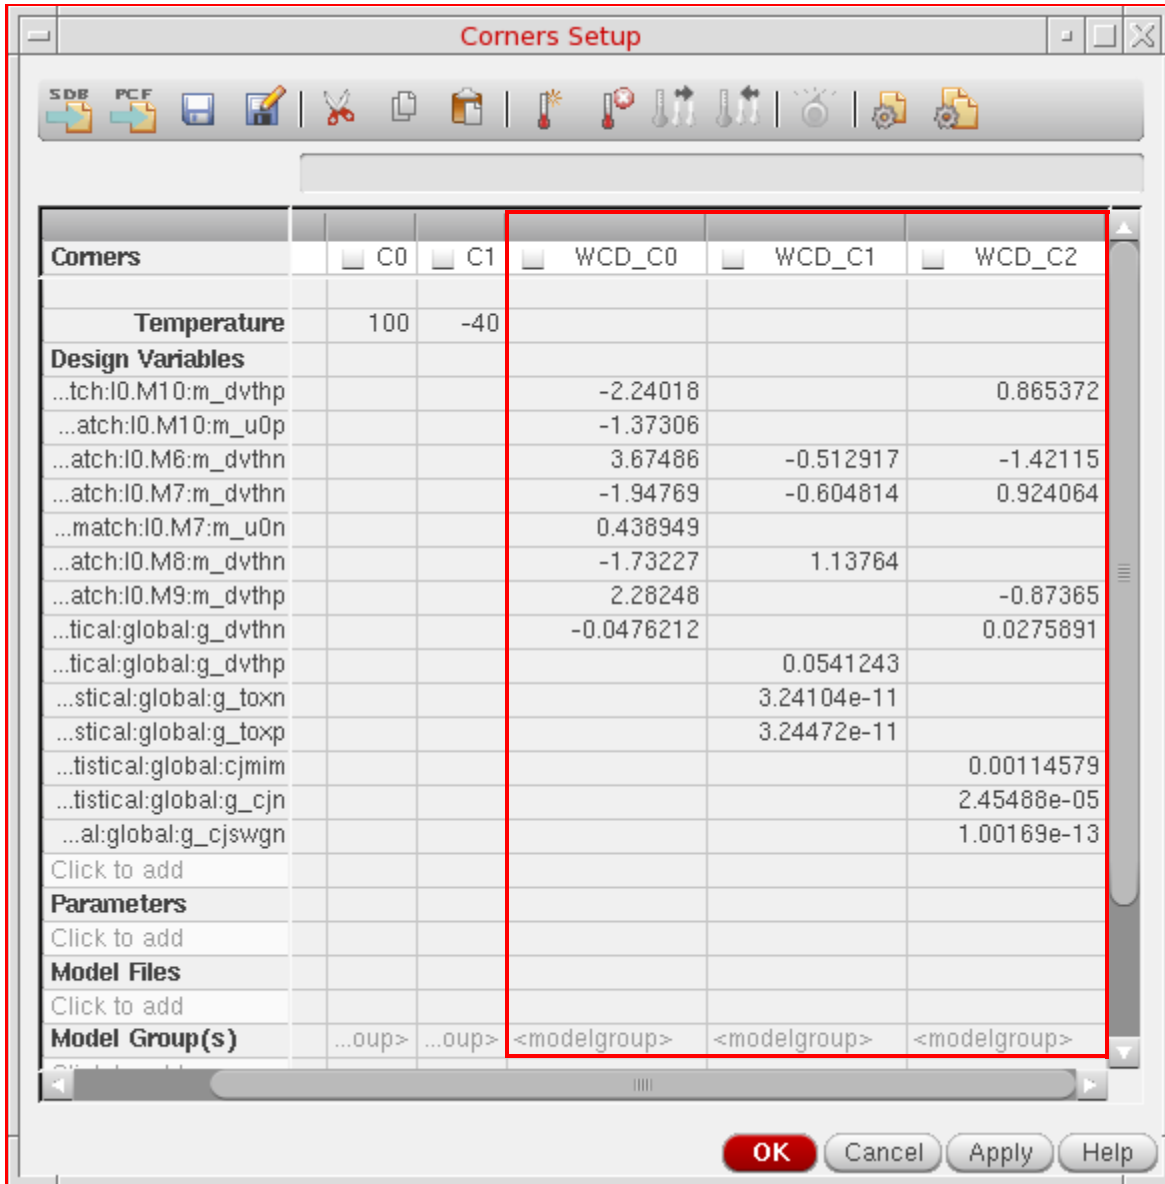 Corners Setup
SDB PCF
Corners C0 C1 WCD_C0 WCD_C1 WCD_C2
Temperature 100 -40
Design Variables
...tch:I0.M10:m_dvthp -2.24018 0.865372
...atch:I0.M10:m_u0p -1.37306
...atch:I0.M6:m_dvthn 3.67486 -0.512917 -1.42115
...atch:I0.M7:m_dvthn -1.94769 -0.604814 0.924064
...match:I0.M7:m_u0n 0.438949
...atch:I0.M8:m_dvthn -1.73227 1.13764
...atch:I0.M9:m_dvthp 2.28248 -0.87365
...tical:global:g_dvthn -0.0476212 0.0275891
...tical:global:g_dvthp 0.0541243
...stical:global:g_toxn 3.24104e-11
...stical:global:g_toxp 3.24472e-11
...tistical:global:cjmim 0.00114579
...tistical:global:g_cjn 2.45488e-05
...al:global:g_cjswgn 1.00169e-13
Click to add
Parameters
Click to add
Model Files
Click to add
Model Group(s) ...oup> ...oup> <modelgroup> <modelgroup> <modelgroup>
OK Cancel Apply Help